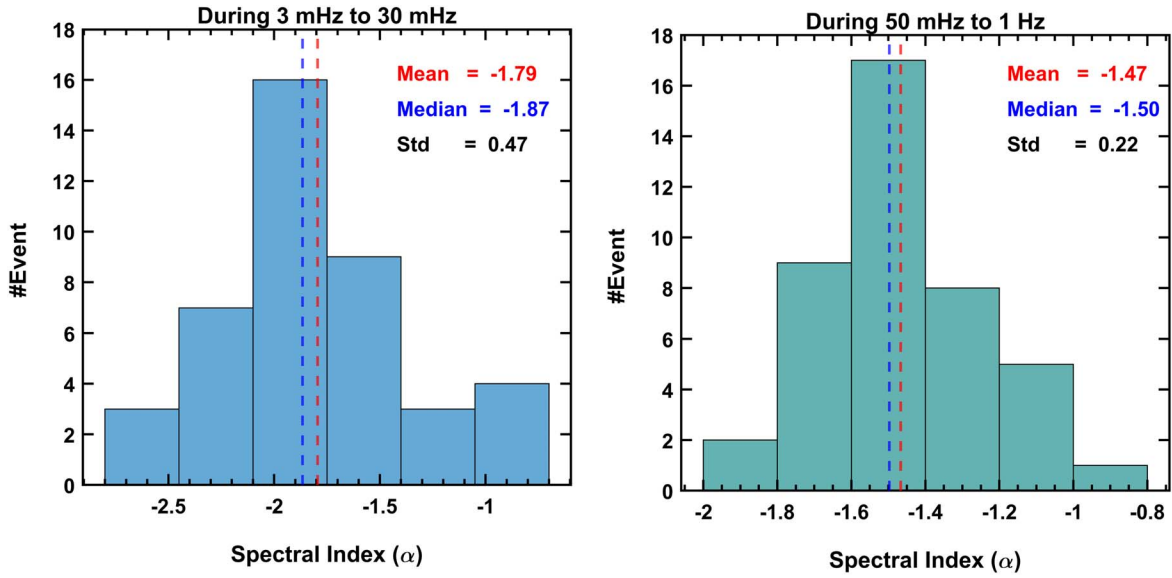 During 3 mHz to 30 mHz
18
16
14
12
10
8
6
4
2
0
#Event
Mean = -1.79
Median = -1.87
Std = 0.47
-2.5 -2 -1.5 -1
Spectral Index (α)
During 50 mHz to 1 Hz
18
16
14
12
10
8
6
4
2
0
#Event
Mean = -1.47
Median = -1.50
Std = 0.22
-2 -1.8 -1.6 -1.4 -1.2 -1 -0.8
Spectral Index (α)